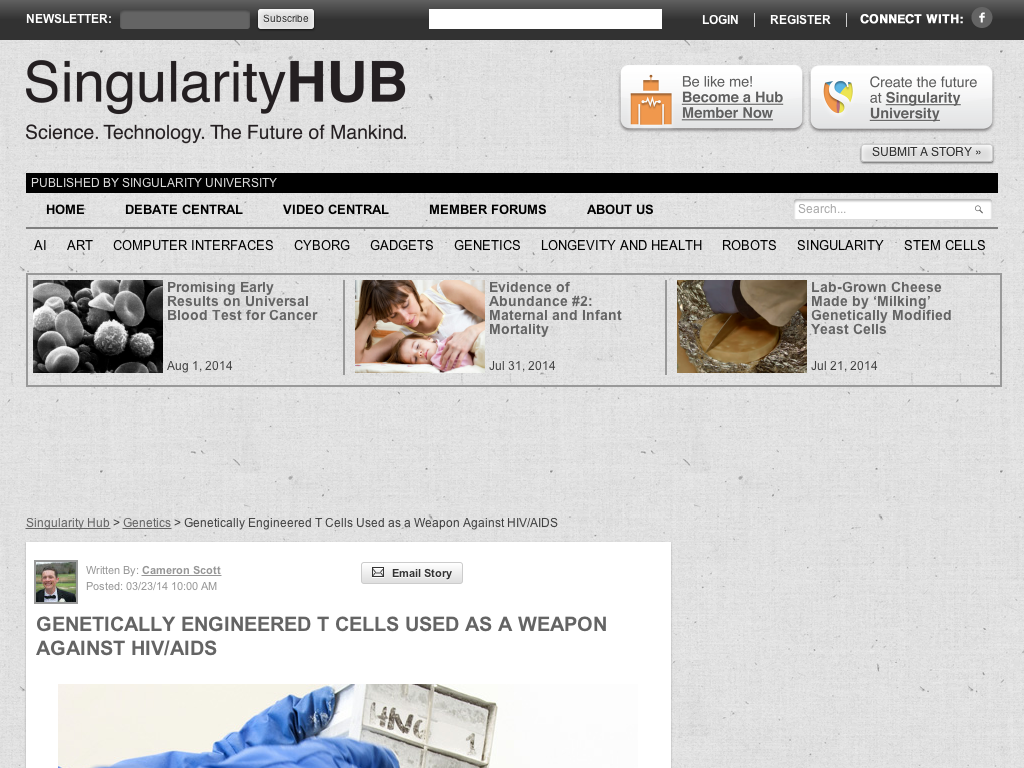 NEWSLETTER:
Subscribe
LOGIN
REGISTER
CONNECT WITH:
SingularityHUB
Science. Technology. The Future of Mankind.
Be like me!
Become a Hub
Member Now
Create the future
at Singularity
University
SUBMIT A STORY »
PUBLISHED BY SINGULARITY UNIVERSITY
HOME
DEBATE CENTRAL
VIDEO CENTRAL
MEMBER FORUMS
ABOUT US
Search...
AI
ART
COMPUTER INTERFACES
CYBORG
GADGETS
GENETICS
LONGEVITY AND HEALTH
ROBOTS
SINGULARITY
STEM CELLS
Promising Early
Results on Universal
Blood Test for Cancer
Aug 1, 2014
Evidence of
Abundance #2:
Maternal and Infant
Mortality
Jul 31, 2014
Lab-Grown Cheese
Made by ‘Milking’
Genetically Modified
Yeast Cells
Jul 21, 2014
Singularity Hub > Genetics > Genetically Engineered T Cells Used as a Weapon Against HIV/AIDS
Written By: Cameron Scott
Posted: 03/23/14 10:00 AM
Email Story
GENETICALLY ENGINEERED T CELLS USED AS A WEAPON
AGAINST HIV/AIDS